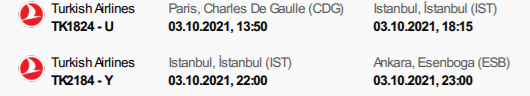 Turkish Airlines Paris, Charles De Gaulle (CDG) Istanbul, İstanbul (IST)
TK1824 - U 03.10.2021, 13:50 03.10.2021, 18:15
Turkish Airlines Istanbul, İstanbul (IST) Ankara, Esenboga (ESB)
TK2184 - Y 03.10.2021, 22:00 03.10.2021, 23:00